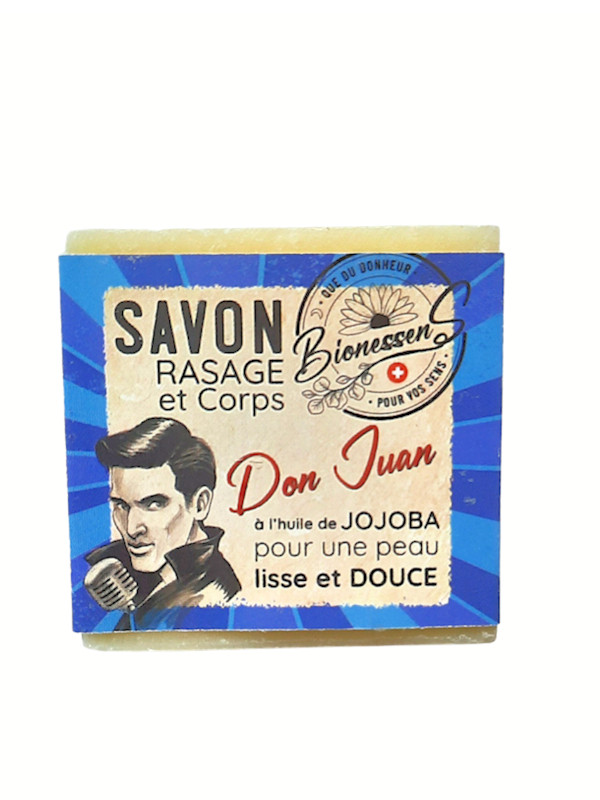 SAVON
RASAGE
et Corps
QUE DU BONHEUR
BionessenS
POUR VOS SENS
Don Juan
à l'huile de JOJOBA
pour une peau
lisse et DOUCE